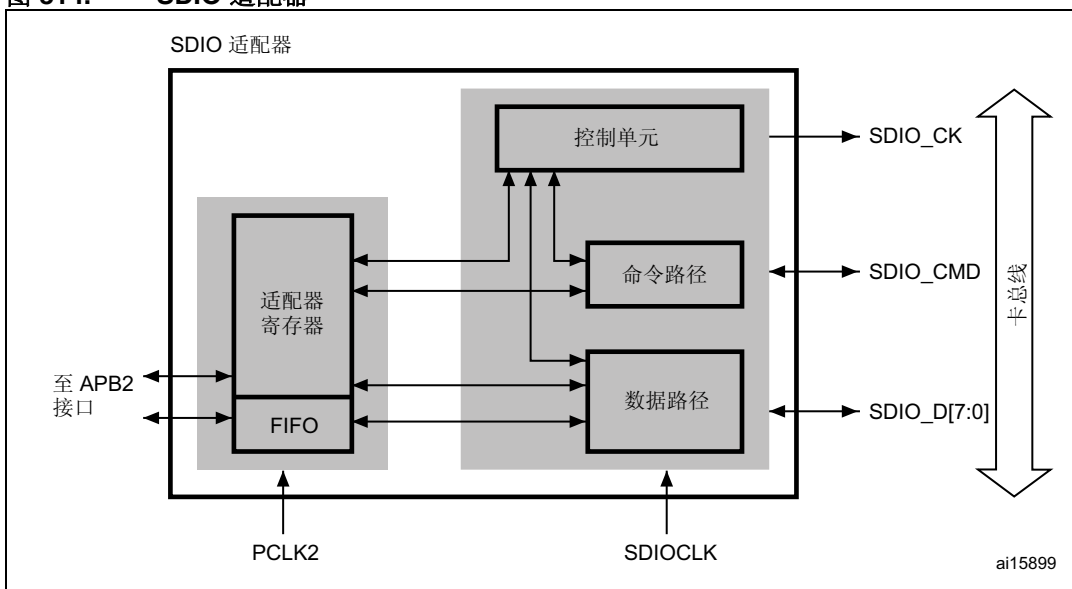 SDIO 适配器
控制单元
SDIO_CK
命令路径
SDIO_CMD
适配器
寄存器
卡总线
至 APB2
接口
数据路径
SDIO_D[7:0]
FIFO
PCLK2
SDIOCLK
ai15899